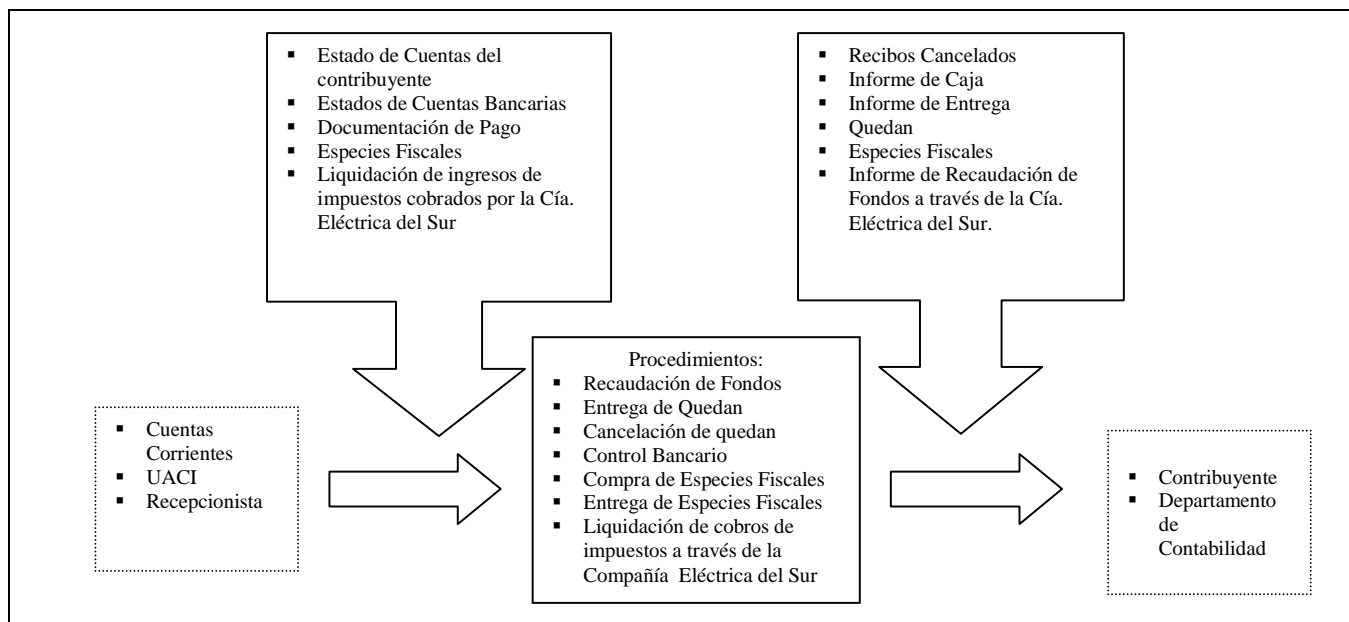 ▪ Estado de Cuentas del
contribuyente
▪ Estados de Cuentas Bancarias
▪ Documentación de Pago
▪ Especies Fiscales
▪ Liquidación de ingresos de
impuestos cobrados por la Cía.
Eléctrica del Sur
▪ Recibos Cancelados
▪ Informe de Caja
▪ Informe de Entrega
▪ Quedan
▪ Especies Fiscales
▪ Informe de Recaudación de
Fondos a través de la Cía.
Eléctrica del Sur.
▪ Cuentas
Corrientes
▪ UACI
▪ Recepcionista
Procedimientos:
▪ Recaudación de Fondos
▪ Entrega de Quedan
▪ Cancelación de quedan
▪ Control Bancario
▪ Compra de Especies Fiscales
▪ Entrega de Especies Fiscales
▪ Liquidación de cobros de
impuestos a través de la
Compañía Eléctrica del Sur
▪ Contribuyente
▪ Departamento
de
Contabilidad